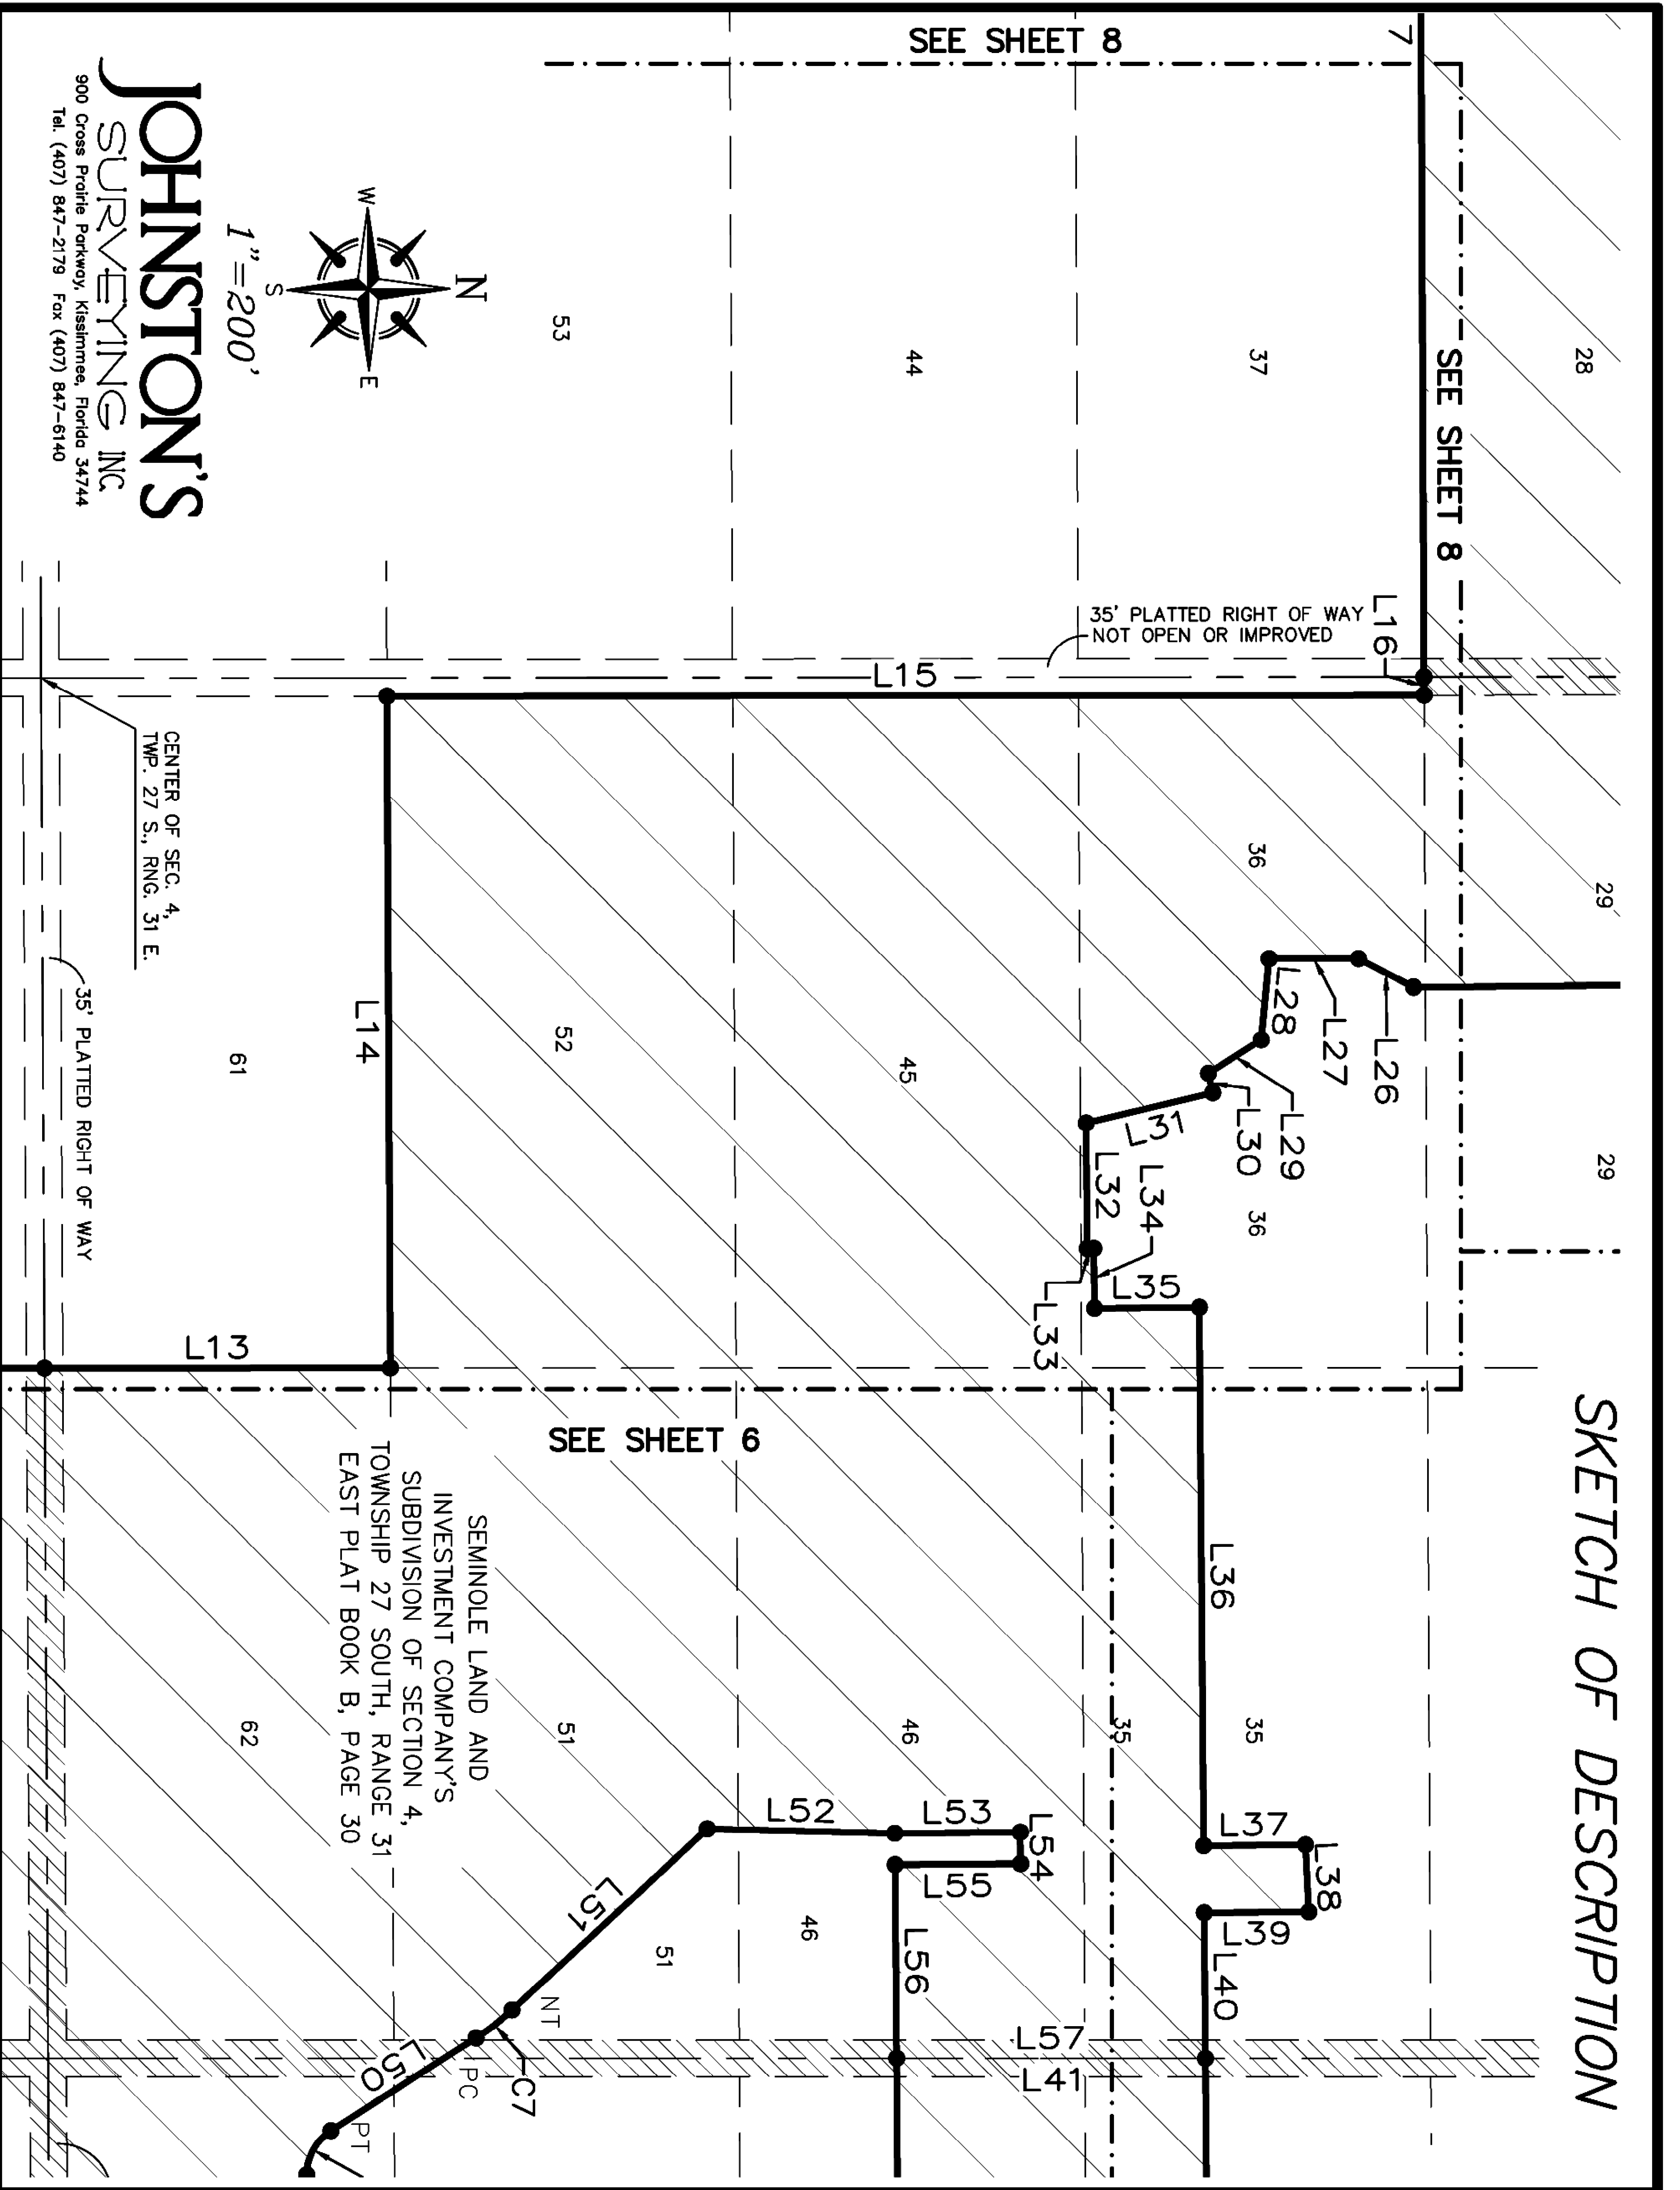 SKETCH OF DESCRIPTION
SEE SHEET 8
SEE SHEET 8
SEE SHEET 6
28
29
29
7
L16
35' PLATTED RIGHT OF WAY
NOT OPEN OR IMPROVED
L15
37
44
53
36
36
45
52
61
L26
L27
L28
L29
L30
L31
L32
L33
L34
L35
L36
L37
L38
L39
L40
L41
L57
35
35
46
46
51
51
62
L52
L53
L54
L55
L56
L51
NT
C7
PC
L50
PT
L14
L13
SEMINOLE LAND AND
INVESTMENT COMPANY'S
SUBDIVISION OF SECTION 4,
TOWNSHIP 27 SOUTH, RANGE 31
EAST PLAT BOOK B, PAGE 30
CENTER OF SEC. 4,
TWP. 27 S., RNG. 31 E.
35' PLATTED RIGHT OF WAY
N
W
E
S
1"=200'
JOHNSTON'S
SURVEYING INC.
900 Cross Prairie Parkway, Kissimmee, Florida 34744
Tel. (407) 847-2179 Fax (407) 847-6140